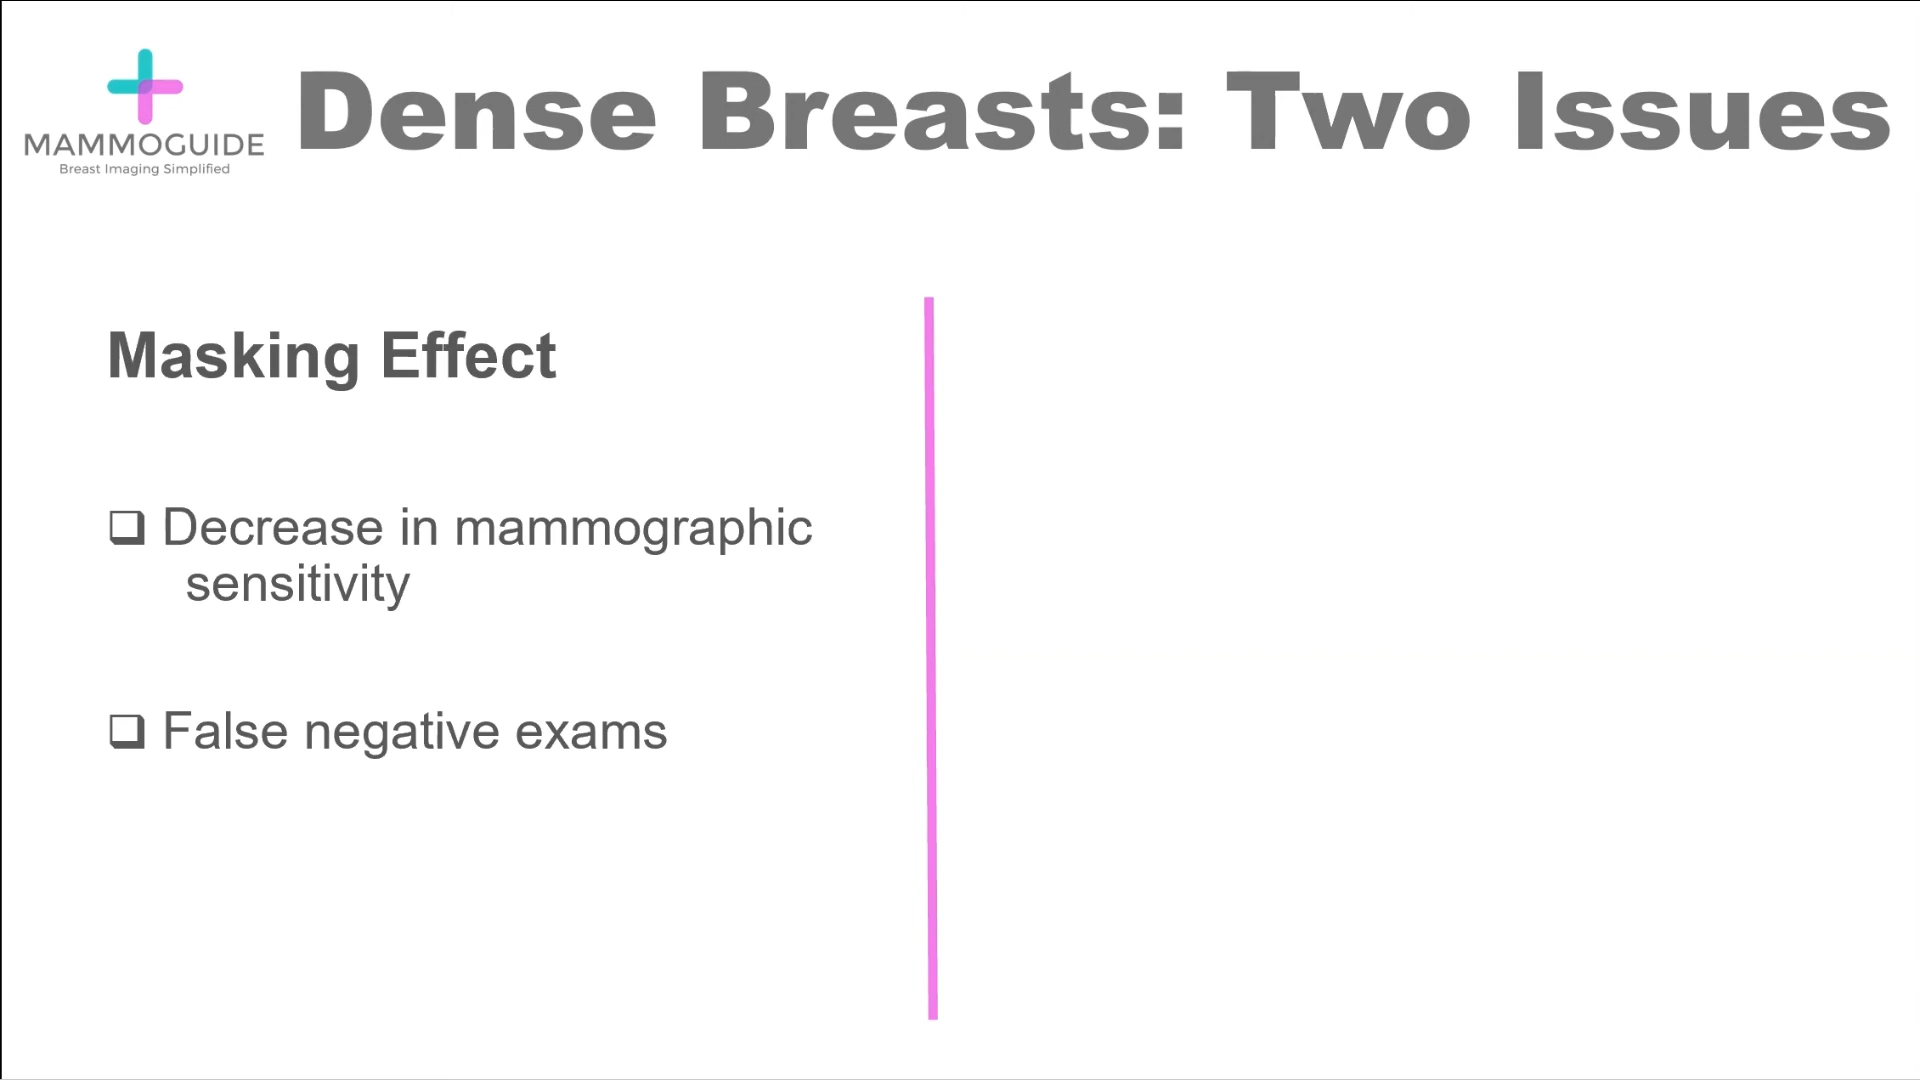 MAMMOGUIDE
Breast Imaging Simplified
Dense Breasts: Two Issues
Masking Effect
❑ Decrease in mammographic
sensitivity
❑ False negative exams